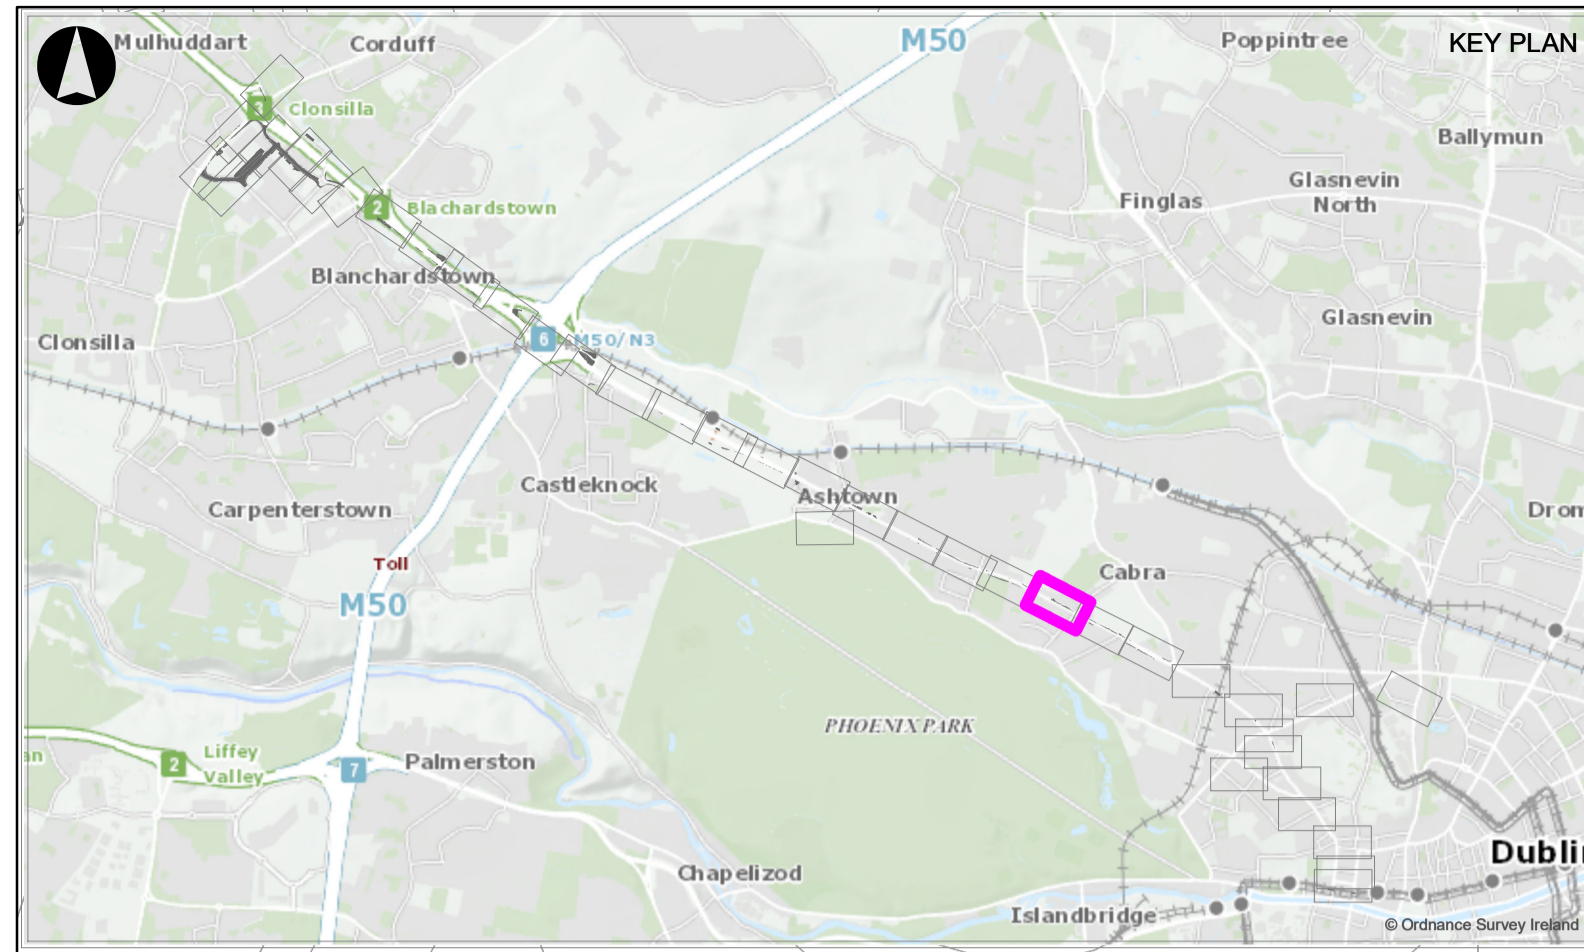 KEY PLAN
Mulhuddart
Corduff
M50
Poppintree
3
Clonsilla
Ballymun
2
Blachardstown
Finglas
Glasnevin
North
Blanchardstown
Clonsilla
6
M50/N3
Glasnevin
Castleknock
Ashtown
Carpenterstown
Toll
M50
Cabra
PHOENIX PARK
Liffey
Valley
2
7
Palmerston
Chapelizod
Islandbridge
© Ordnance Survey Ireland